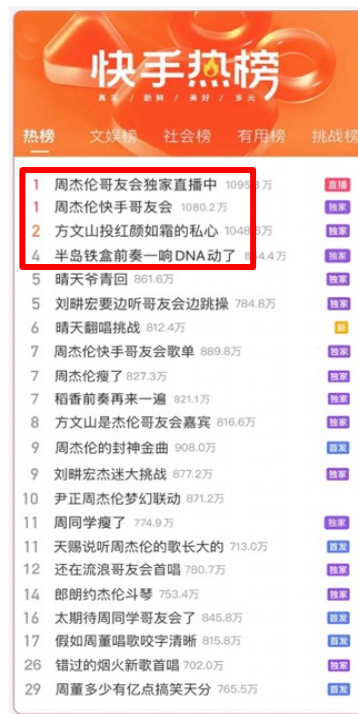 快手热榜
真实 / 新鲜 / 美好 / 多元
热榜 文娱榜 社会榜 有用榜 挑战榜
1 周杰伦哥友会独家直播中 直播
1 周杰伦快手哥友会 1080.2万 独家
2 方文山投红颜如霜的私心 独家
4 半岛铁盒前奏一响DNA动了 独家
5 晴天爷青回 861.6万 独家
5 刘畊宏要边听哥友会边跳操 784.8万 独家
6 晴天翻唱挑战 812.4万 新
7 周杰伦快手哥友会歌单 889.8万 独家
7 周杰伦瘦了 827.3万 独家
7 稻香前奏再来一遍 821.1万 独家
8 方文山是杰伦哥友会嘉宾 816.6万 独家
9 周杰伦的封神金曲 908.0万 首发
9 刘畊宏杰迷大挑战 877.2万 独家
10 尹正周杰伦梦幻联动 871.2万
11 周同学瘦了 774.9万 独家
11 天赐说听周杰伦的歌长大的 713.0万 首发
12 还在流浪哥友会首唱 780.7万 独家
14 郎朗约杰伦斗琴 753.4万 独家
16 太期待周同学哥友会了 845.8万 首发
17 假如周董唱歌咬字清晰 815.8万 首发
26 错过的烟火新歌首唱 702.0万 独家
29 周董多少有亿点搞笑天分 765.5万 首发